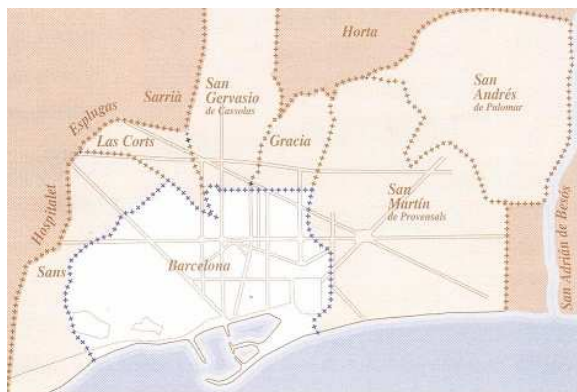 Horta
San
Gervasio
de Cassolas
Sarrià
San
Andrés
de Palomar
Esplugas
Las Corts
Gracia
San
Martín
de Provensals
Hospitalet
Sans
Barcelona
San Adrián de Besós